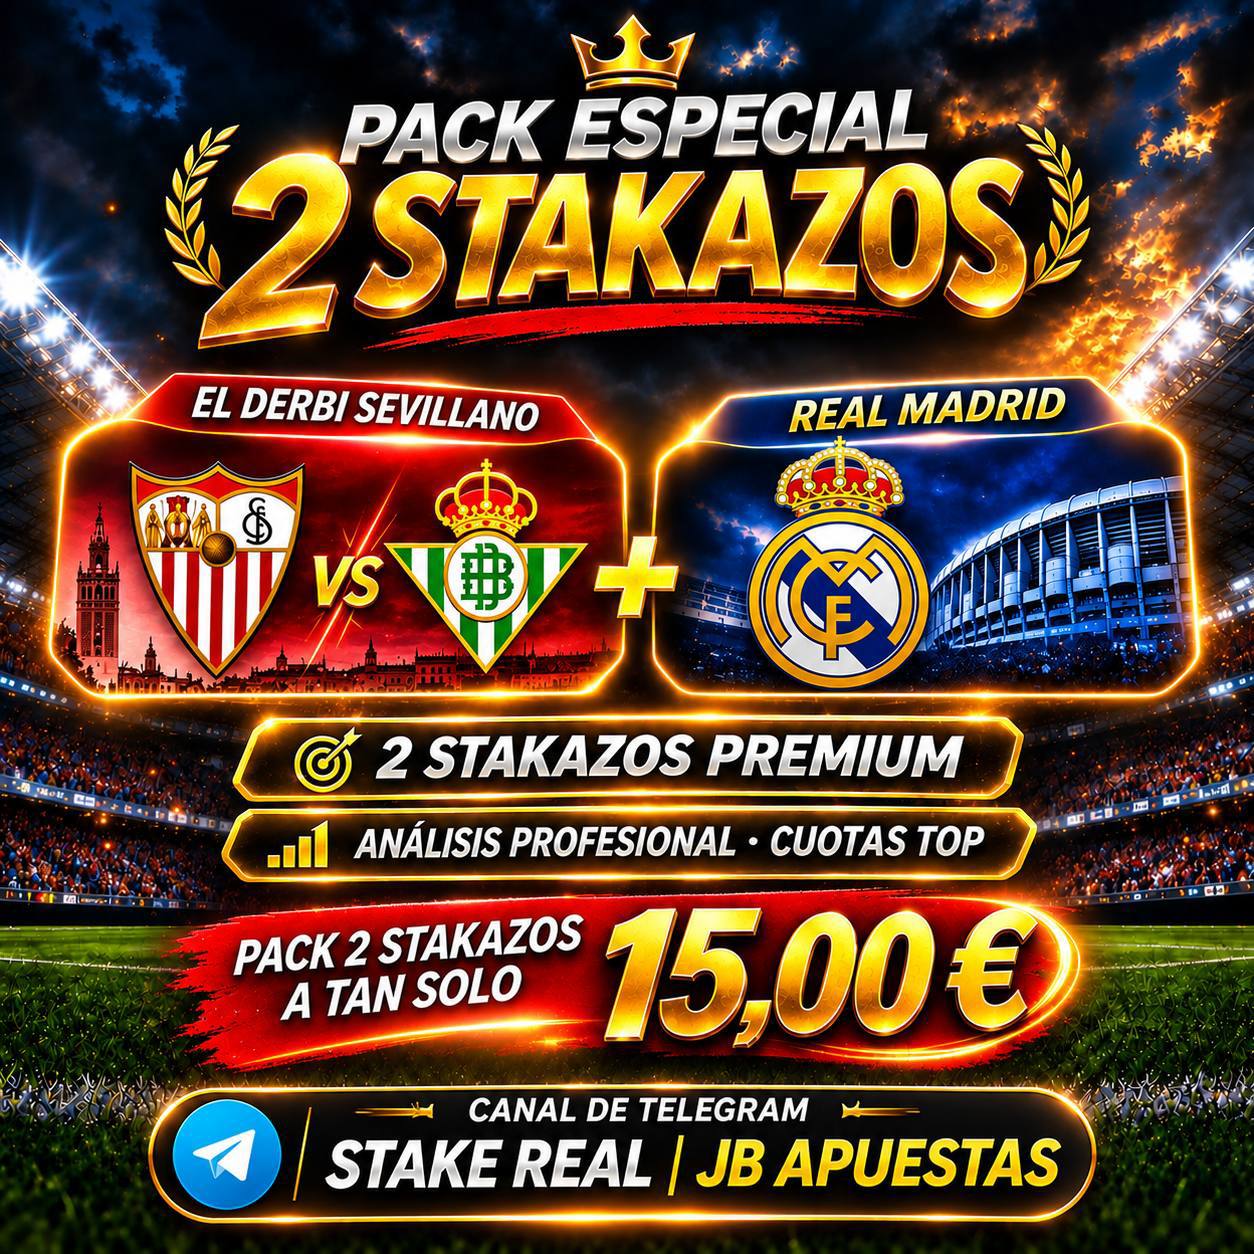 PACK ESPECIAL
2 STAKAZOS
EL DERBI SEVILLANO
VS
+
REAL MADRID
2 STAKAZOS PREMIUM
ANÁLISIS PROFESIONAL · CUOTAS TOP
PACK 2 STAKAZOS
A TAN SOLO
15,00 €
CANAL DE TELEGRAM
STAKE REAL | JB APUESTAS